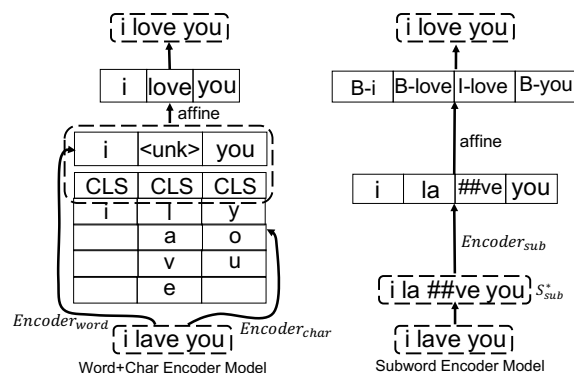 i love you
i love you
affine
i <unk> you
CLS CLS CLS
i l y
a o
v u
e
Encoder_word
Encoder_char
i lave you
Word+Char Encoder Model
i love you
B-i B-love I-love B-you
affine
i la ##ve you
Encoder_sub
i la ##ve you S*_sub
i lave you
Subword Encoder Model